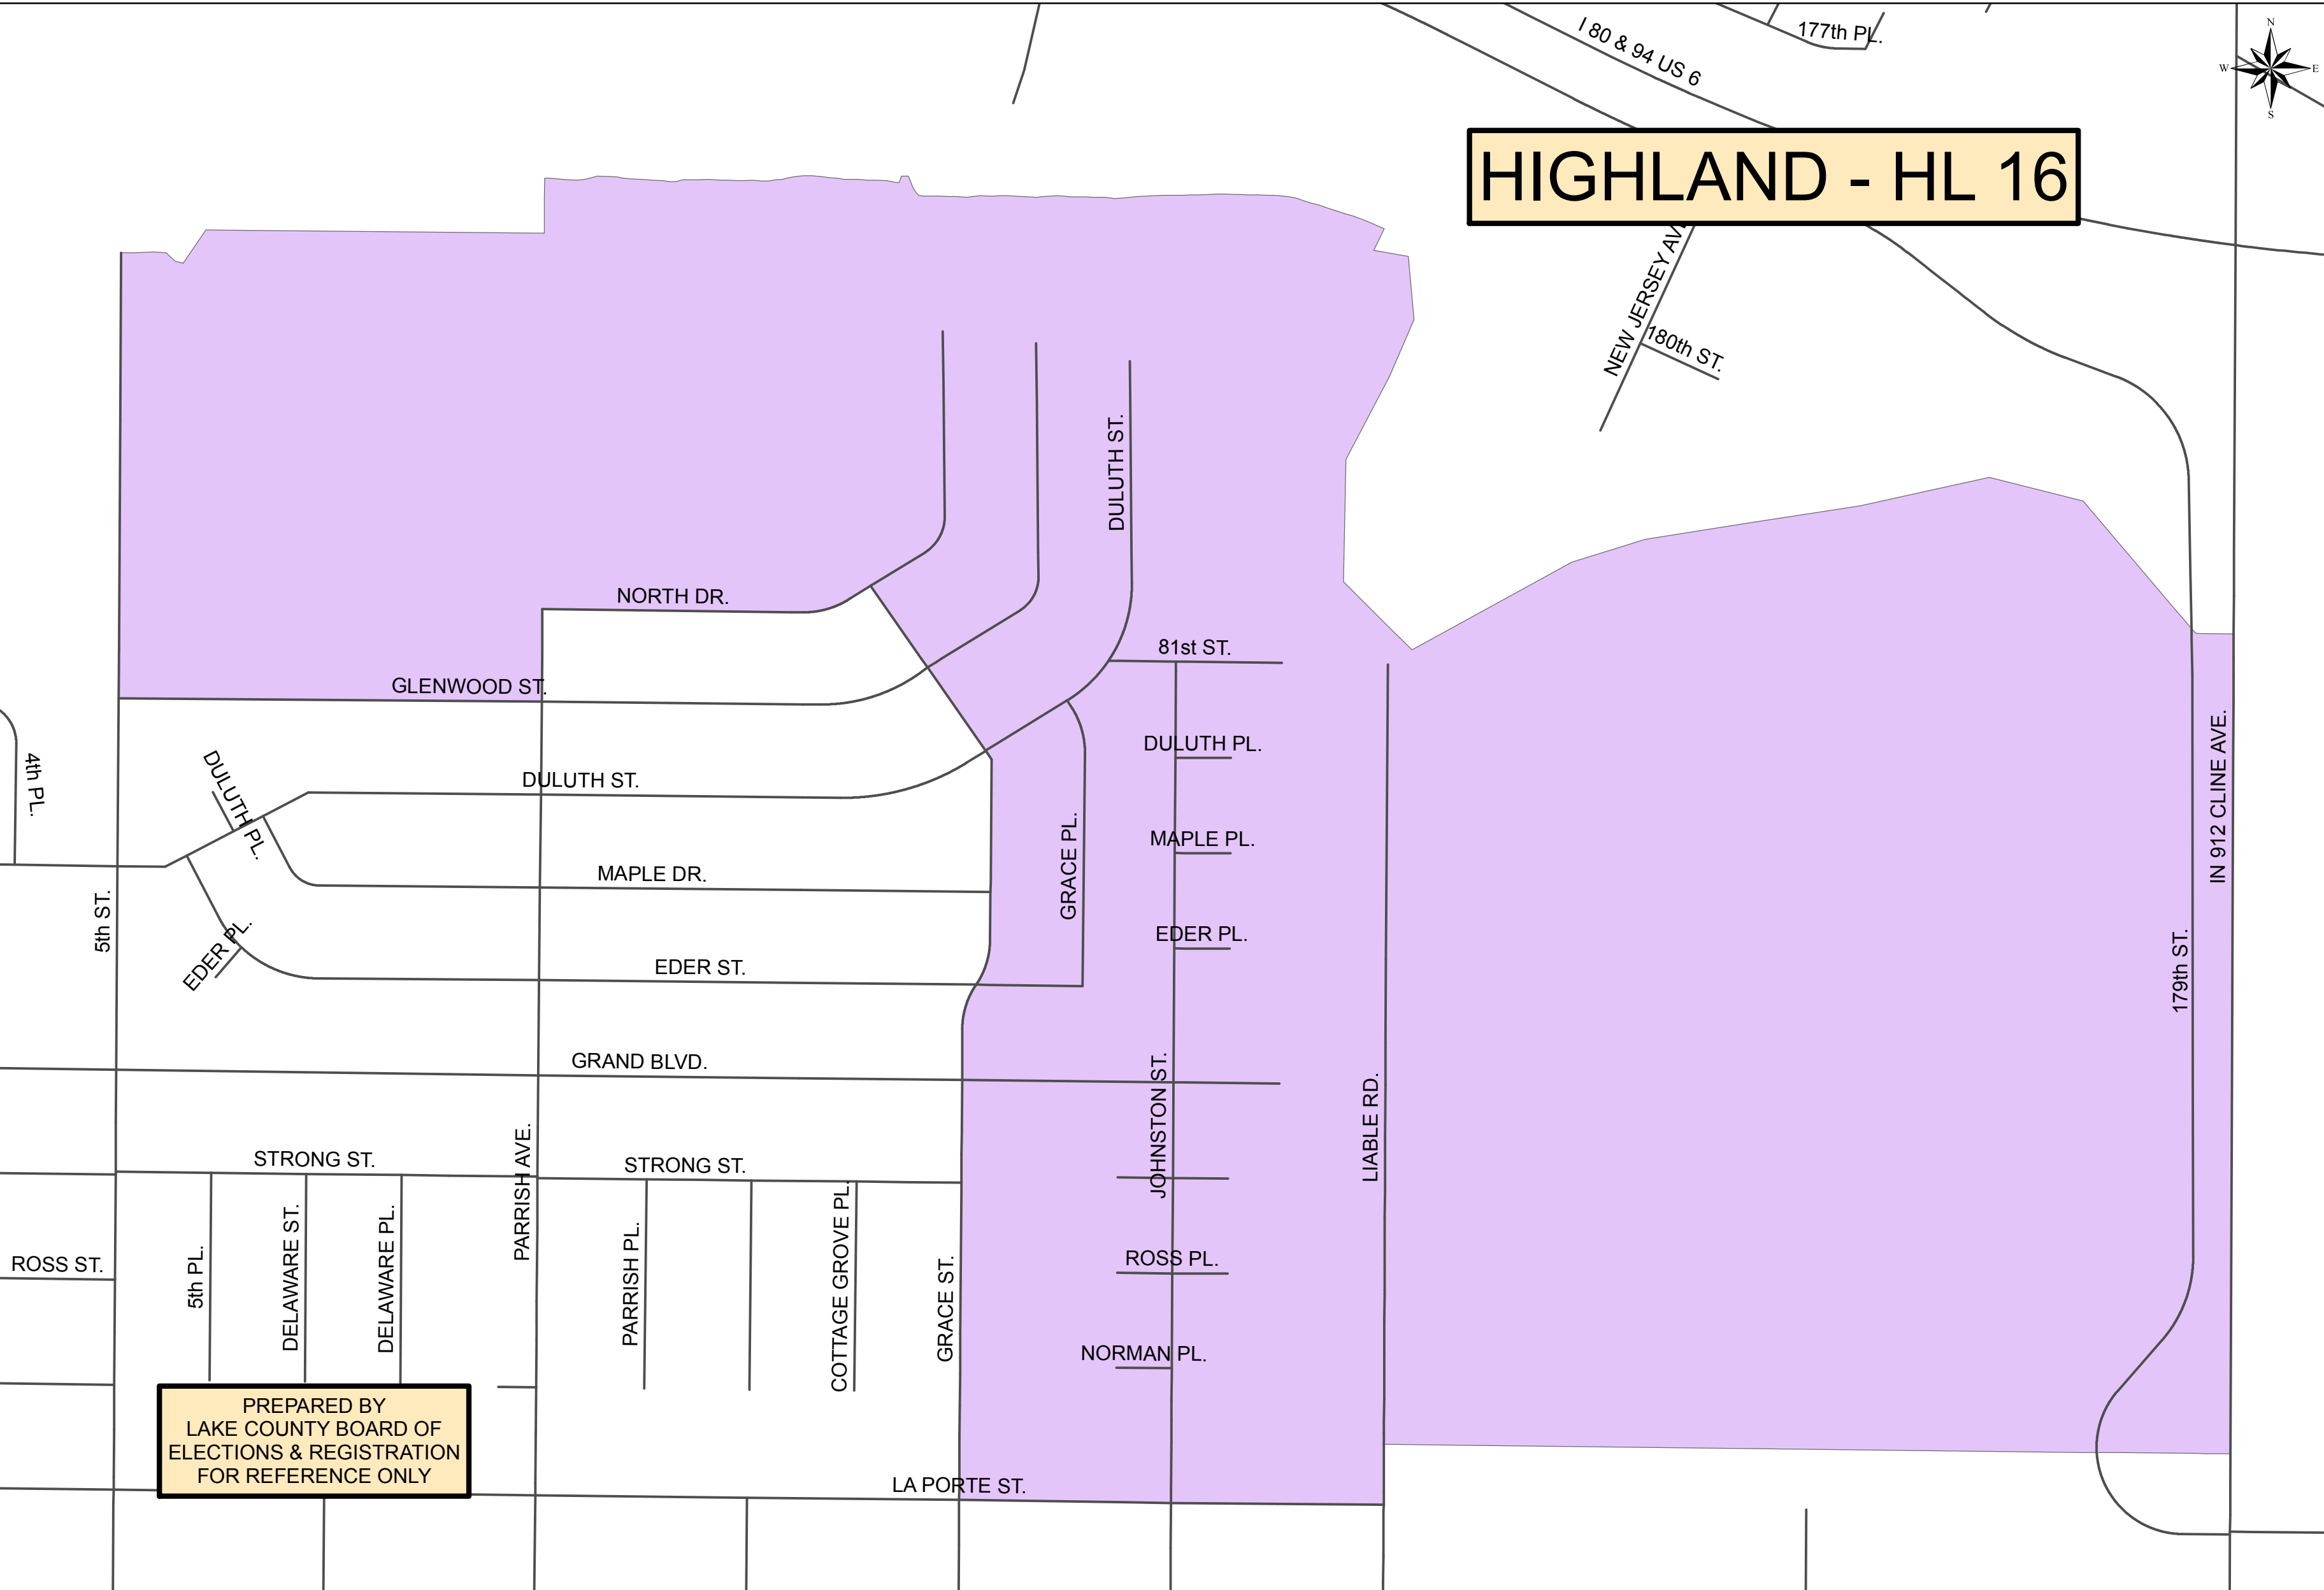 177th PL.
I 80 & 94 US 6
N
W
E
S
HIGHLAND - HL 16
NEW JERSEY AVE
180th ST.
DULUTH ST.
NORTH DR.
81st ST.
GLENWOOD ST.
DULUTH PL.
4th PL.
DULUTH PL.
DULUTH ST.
IN 912 CLINE AVE.
MAPLE PL.
GRACE PL.
MAPLE DR.
5th ST.
EDER PL.
EDER PL.
EDER ST.
179th ST.
GRAND BLVD.
JOHNSTON ST.
LIABLE RD.
STRONG ST.
STRONG ST.
PARRISH AVE.
ROSS ST.
5th PL.
DELAWARE ST.
DELAWARE PL.
PARRISH PL.
COTTAGE GROVE PL.
GRACE ST.
ROSS PL.
NORMAN PL.
PREPARED BY
LAKE COUNTY BOARD OF
ELECTIONS & REGISTRATION
FOR REFERENCE ONLY
LA PORTE ST.